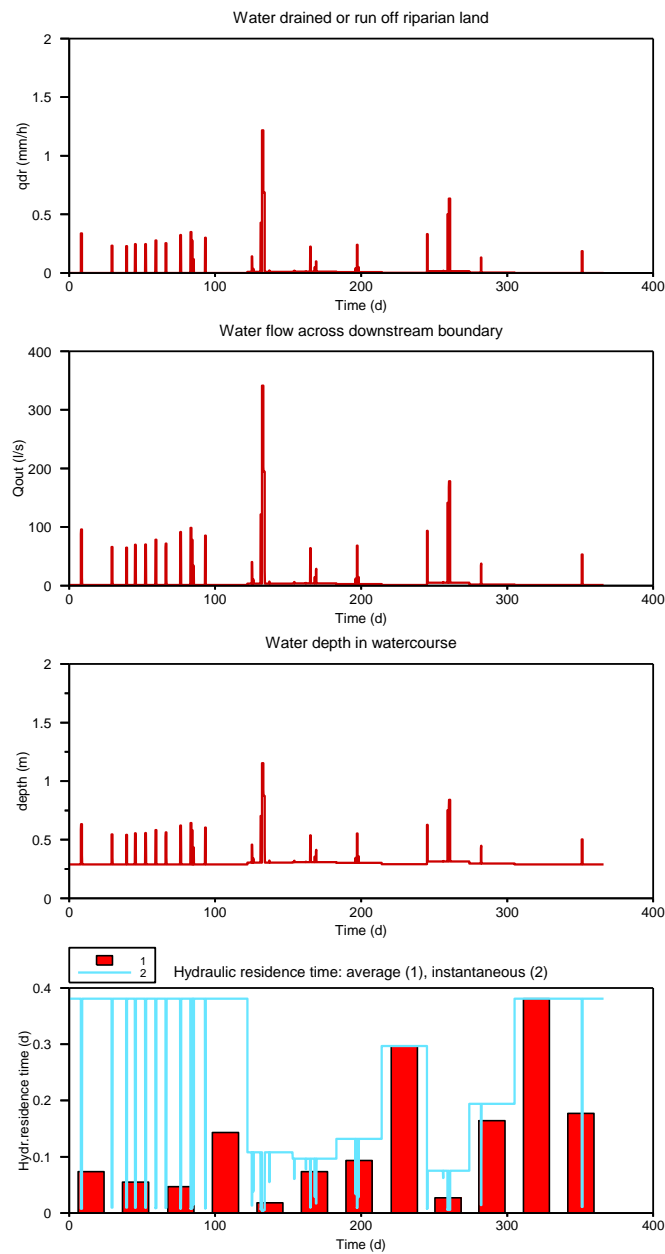 Water drained or run off riparian land
2
1.5
1
0.5
0
qdr (mm/h)
0 100 200 300 400
Time (d)
Water flow across downstream boundary
400
300
200
100
0
Qout (l/s)
0 100 200 300 400
Time (d)
Water depth in watercourse
2
1.5
1
0.5
0
depth (m)
0 100 200 300 400
Time (d)
1
2
Hydraulic residence time: average (1), instantaneous (2)
0.4
0.3
0.2
0.1
0
Hydr.residence time (d)
0 100 200 300 400
Time (d)